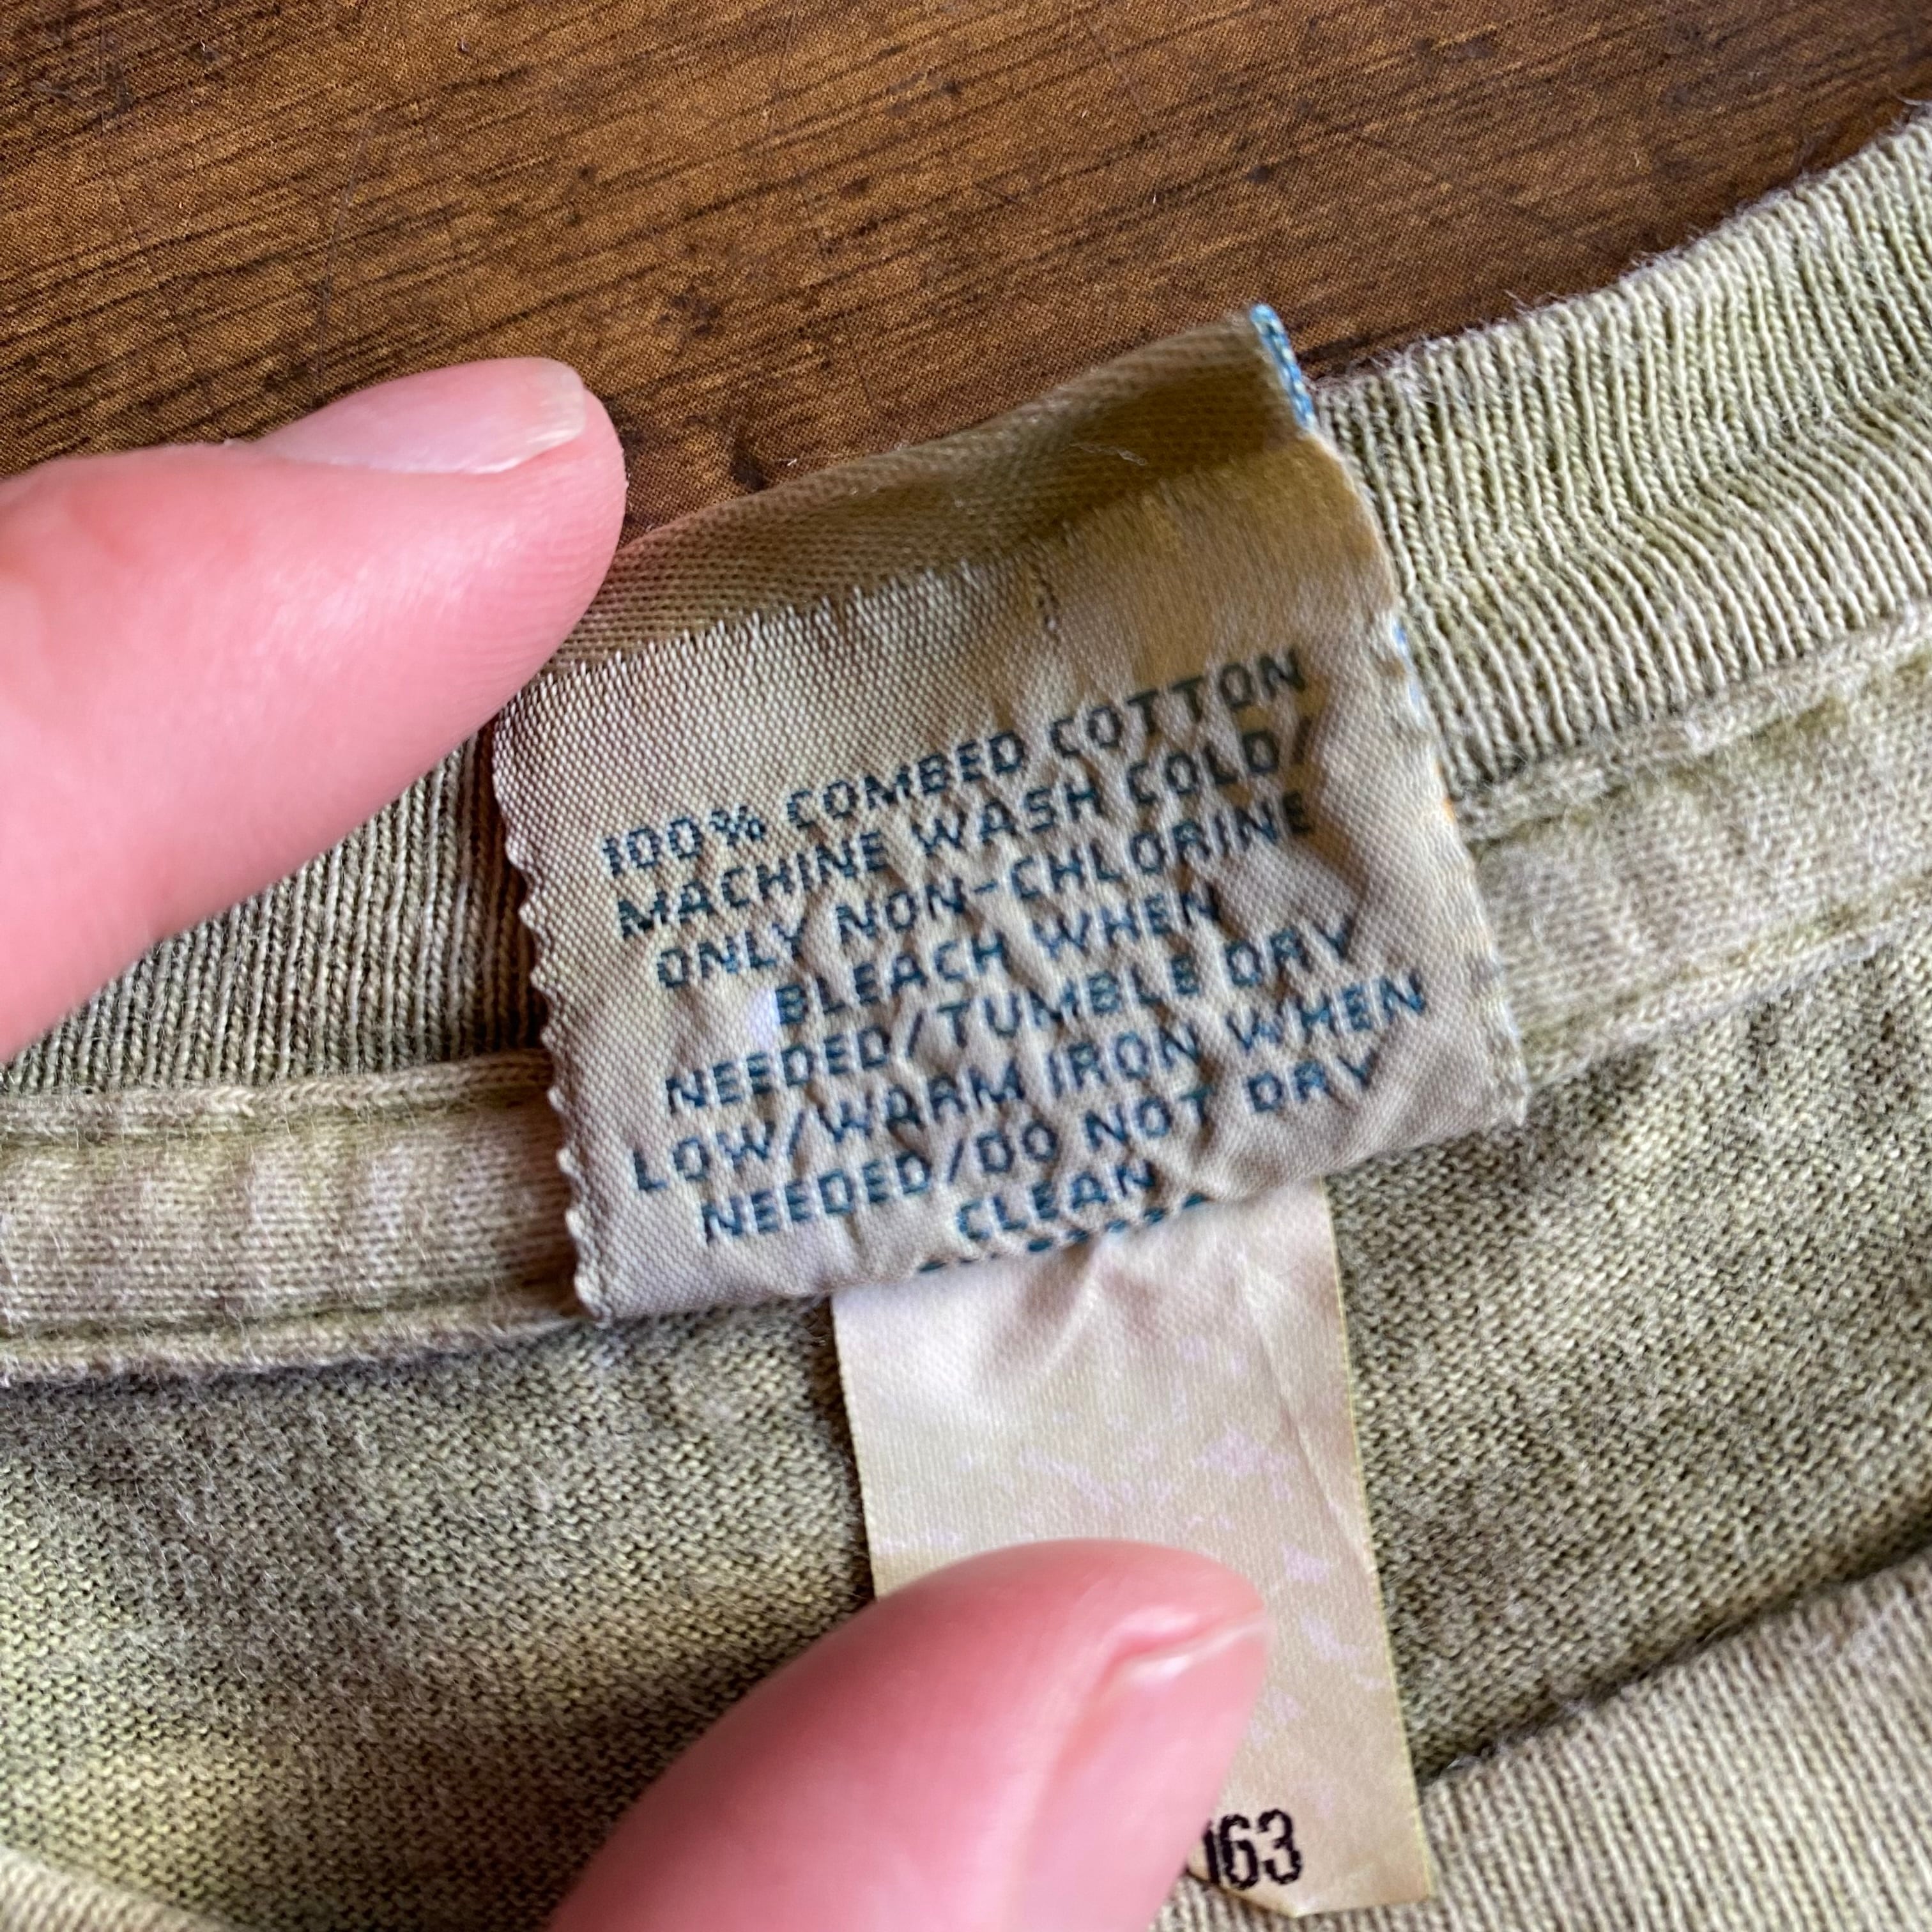 100% COMBED COTTON
MACHINE WASH COLD/
ONLY NON-CHLORINE
BLEACH WHEN
NEEDED/TUMBLE DRY
LOW/WARM IRON WHEN
NEEDED/DO NOT DRY
CLEAN
163